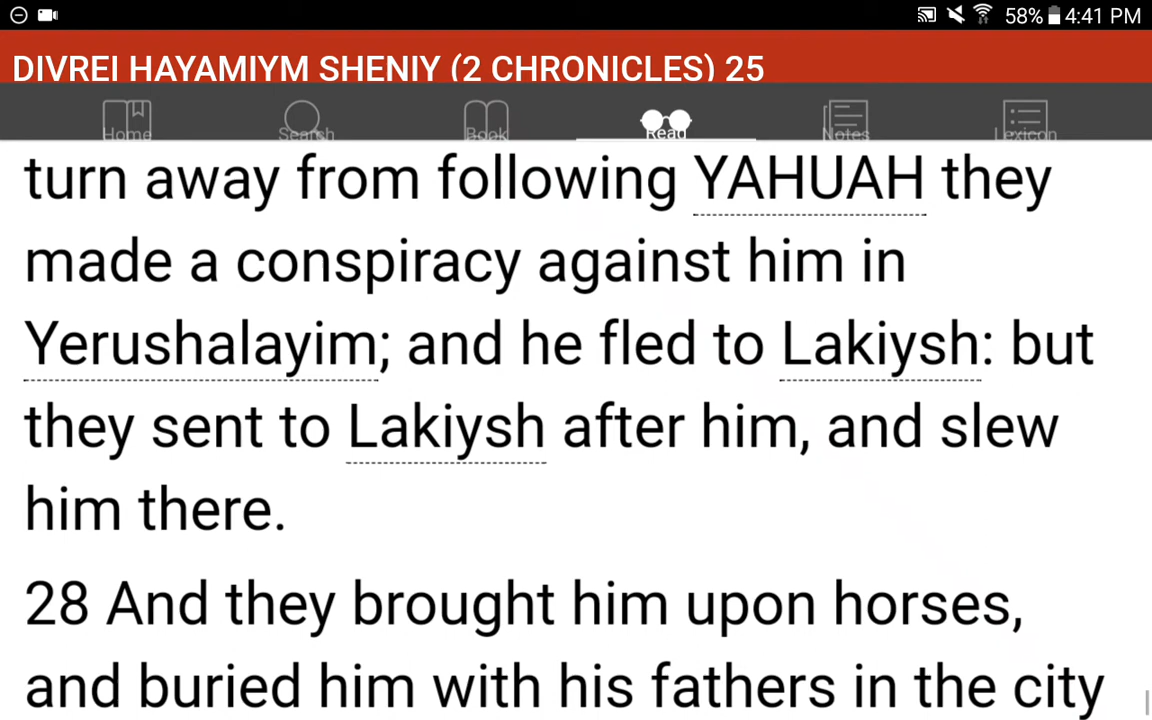 58% 4:41 PM
DIVREI HAYAMIYM SHENIY (2 CHRONICLES) 25
Home Search Book Read Notes Lexicon
turn away from following YAHUAH they
made a conspiracy against him in
Yerushalayim; and he fled to Lakiysh: but
they sent to Lakiysh after him, and slew
him there.
28 And they brought him upon horses,
and buried him with his fathers in the city